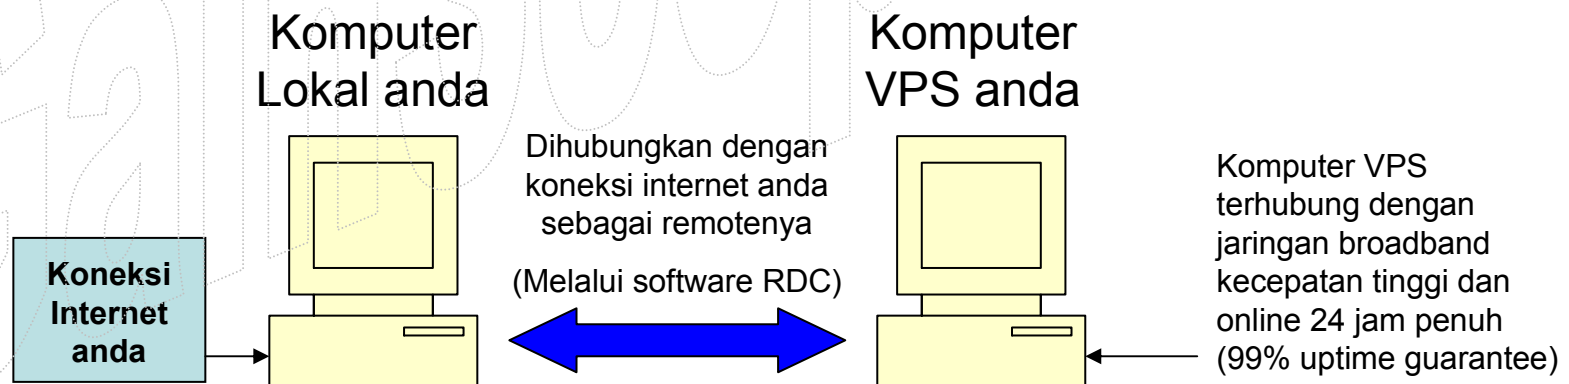 Komputer
Lokal anda
Komputer
VPS anda
Dihubungkan dengan
koneksi internet anda
sebagai remotenya
(Melalui software RDC)
Koneksi
Internet
anda
Komputer VPS
terhubung dengan
jaringan broadband
kecepatan tinggi dan
online 24 jam penuh
(99% uptime guarantee)